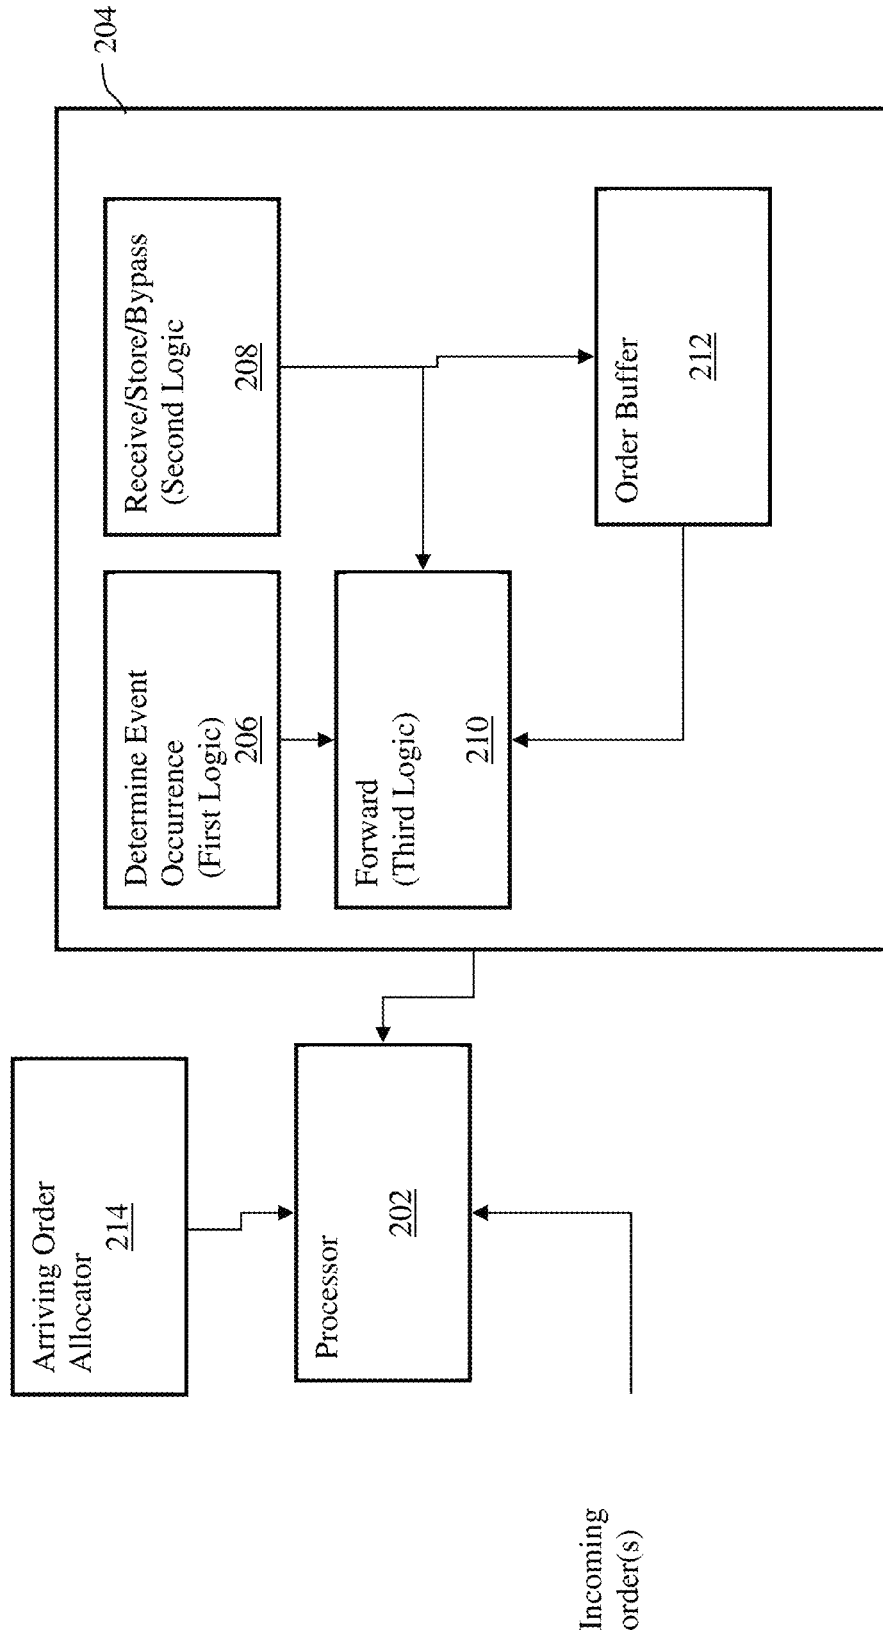 204
Arriving Order
Allocator
214
Determine Event
Occurrence
(First Logic)
206
Receive/Store/Bypass
(Second Logic
208
Processor
202
Forward
(Third Logic)
210
Order Buffer
212
Incoming
order(s)